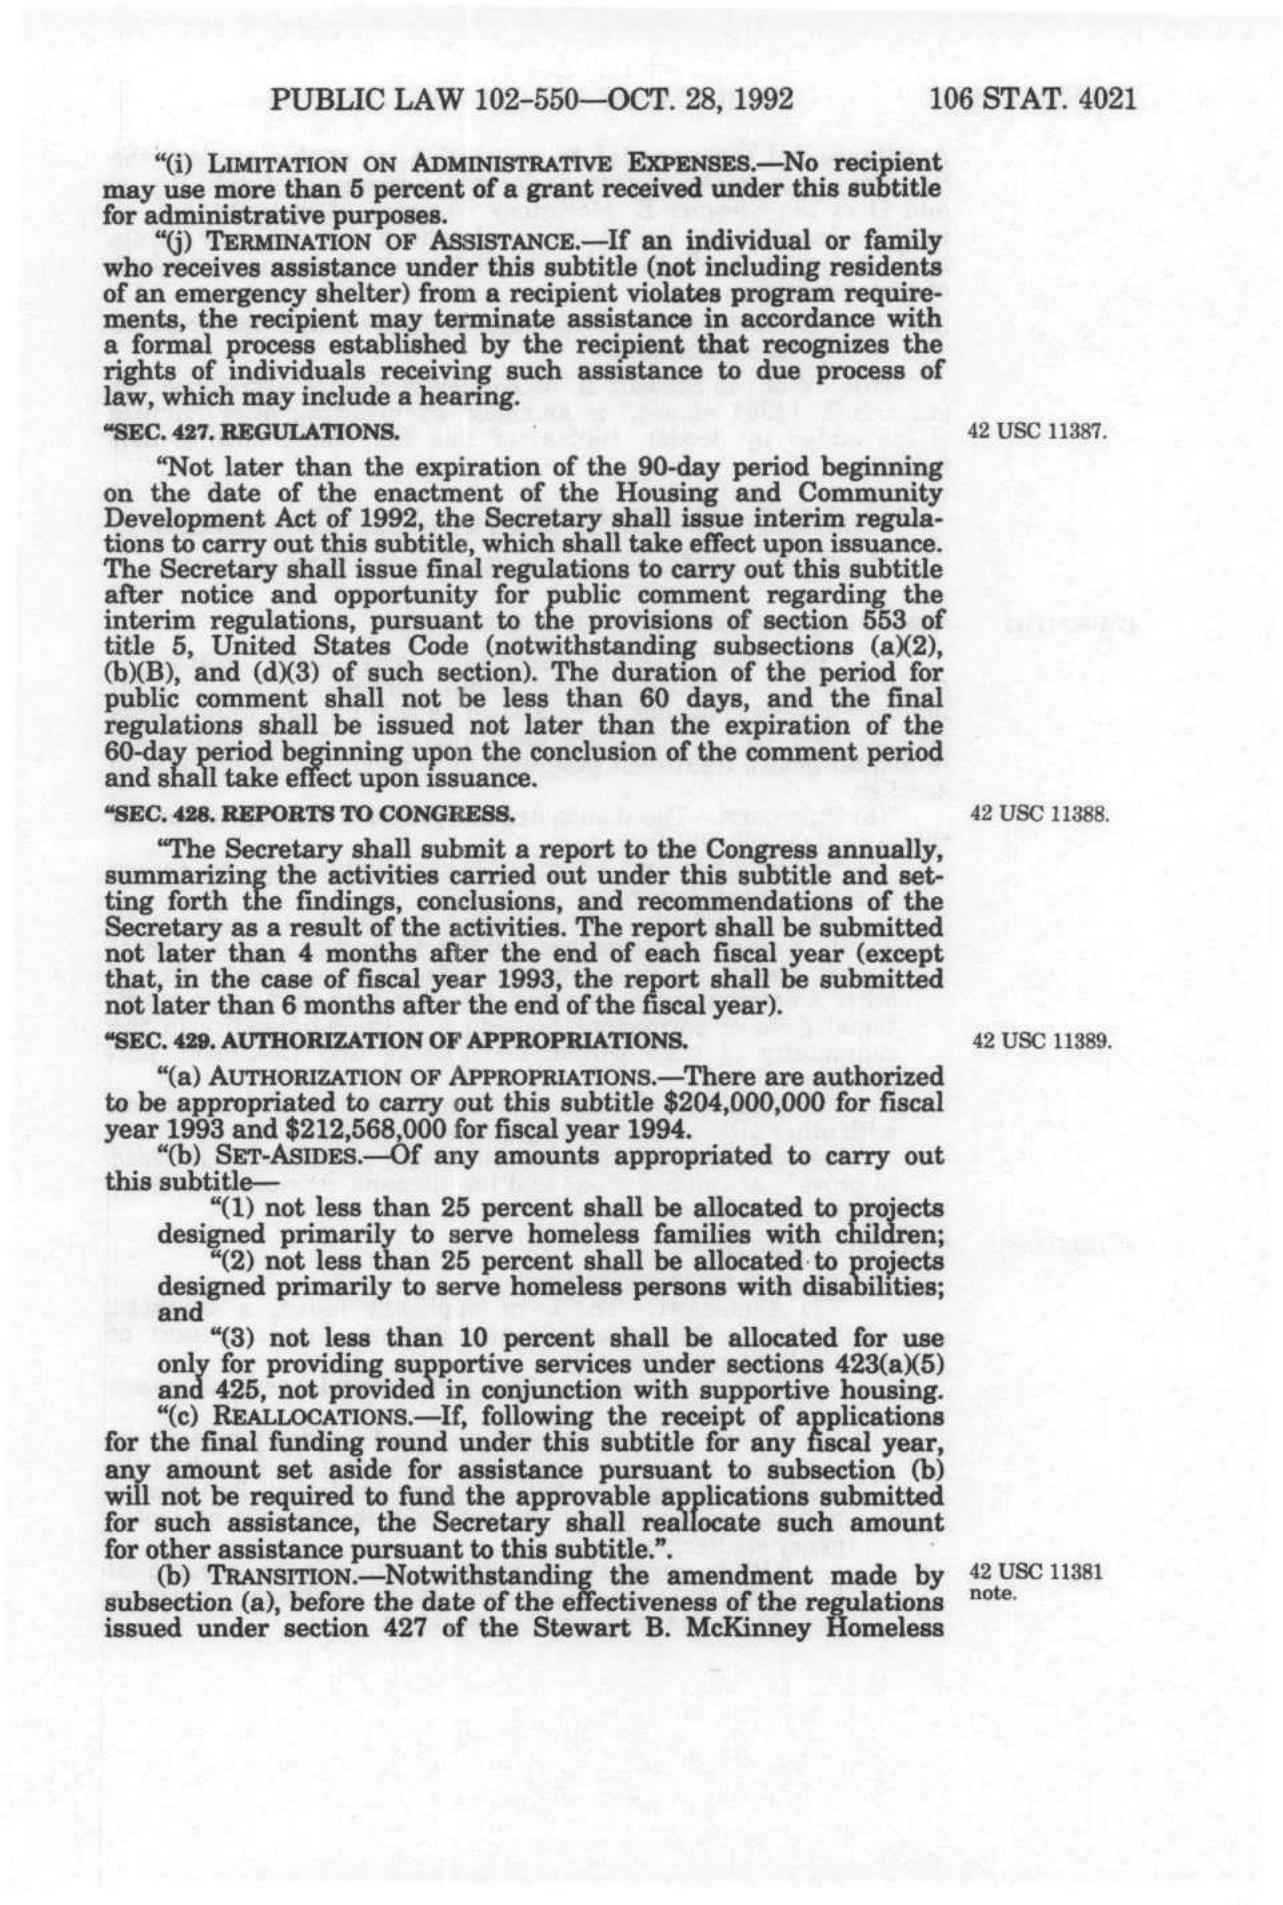 PUBLIC LAW 102–550—OCT. 28, 1992 106 STAT. 4021
“(i) LIMITATION ON ADMINISTRATIVE EXPENSES.—No recipient
may use more than 5 percent of a grant received under this subtitle
for administrative purposes.
“(j) TERMINATION OF ASSISTANCE.—If an individual or family
who receives assistance under this subtitle (not including residents
of an emergency shelter) from a recipient violates program require-
ments, the recipient may terminate assistance in accordance with
a formal process established by the recipient that recognizes the
rights of individuals receiving such assistance to due process of
law, which may include a hearing.
“SEC. 427. REGULATIONS. 42 USC 11387.
“Not later than the expiration of the 90-day period beginning
on the date of the enactment of the Housing and Community
Development Act of 1992, the Secretary shall issue interim regula-
tions to carry out this subtitle, which shall take effect upon issuance.
The Secretary shall issue final regulations to carry out this subtitle
after notice and opportunity for public comment regarding the
interim regulations, pursuant to the provisions of section 553 of
title 5, United States Code (notwithstanding subsections (a)(2),
(b)(B), and (d)(3) of such section). The duration of the period for
public comment shall not be less than 60 days, and the final
regulations shall be issued not later than the expiration of the
60-day period beginning upon the conclusion of the comment period
and shall take effect upon issuance.
“SEC. 428. REPORTS TO CONGRESS. 42 USC 11388.
“The Secretary shall submit a report to the Congress annually,
summarizing the activities carried out under this subtitle and set-
ting forth the findings, conclusions, and recommendations of the
Secretary as a result of the activities. The report shall be submitted
not later than 4 months after the end of each fiscal year (except
that, in the case of fiscal year 1993, the report shall be submitted
not later than 6 months after the end of the fiscal year).
“SEC. 429. AUTHORIZATION OF APPROPRIATIONS. 42 USC 11389.
“(a) AUTHORIZATION OF APPROPRIATIONS.—There are authorized
to be appropriated to carry out this subtitle $204,000,000 for fiscal
year 1993 and $212,568,000 for fiscal year 1994.
“(b) SET-ASIDES.—Of any amounts appropriated to carry out
this subtitle—
“(1) not less than 25 percent shall be allocated to projects
designed primarily to serve homeless families with children;
“(2) not less than 25 percent shall be allocated to projects
designed primarily to serve homeless persons with disabilities;
and
“(3) not less than 10 percent shall be allocated for use
only for providing supportive services under sections 423(a)(5)
and 425, not provided in conjunction with supportive housing.
“(c) REALLOCATIONS.—If, following the receipt of applications
for the final funding round under this subtitle for any fiscal year,
any amount set aside for assistance pursuant to subsection (b)
will not be required to fund the approvable applications submitted
for such assistance, the Secretary shall reallocate such amount
for other assistance pursuant to this subtitle.”.
(b) TRANSITION.—Notwithstanding the amendment made by 42 USC 11381
subsection (a), before the date of the effectiveness of the regulations note.
issued under section 427 of the Stewart B. McKinney Homeless